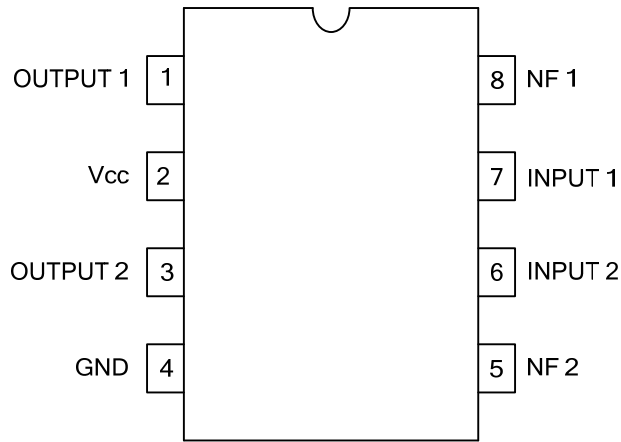 OUTPUT 1 1 8 NF 1
Vcc 2 7 INPUT 1
OUTPUT 2 3 6 INPUT 2
GND 4 5 NF 2